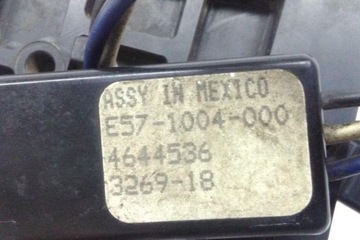 ASSY IN MEXICO
E57-1004-000
4644536
3269-18